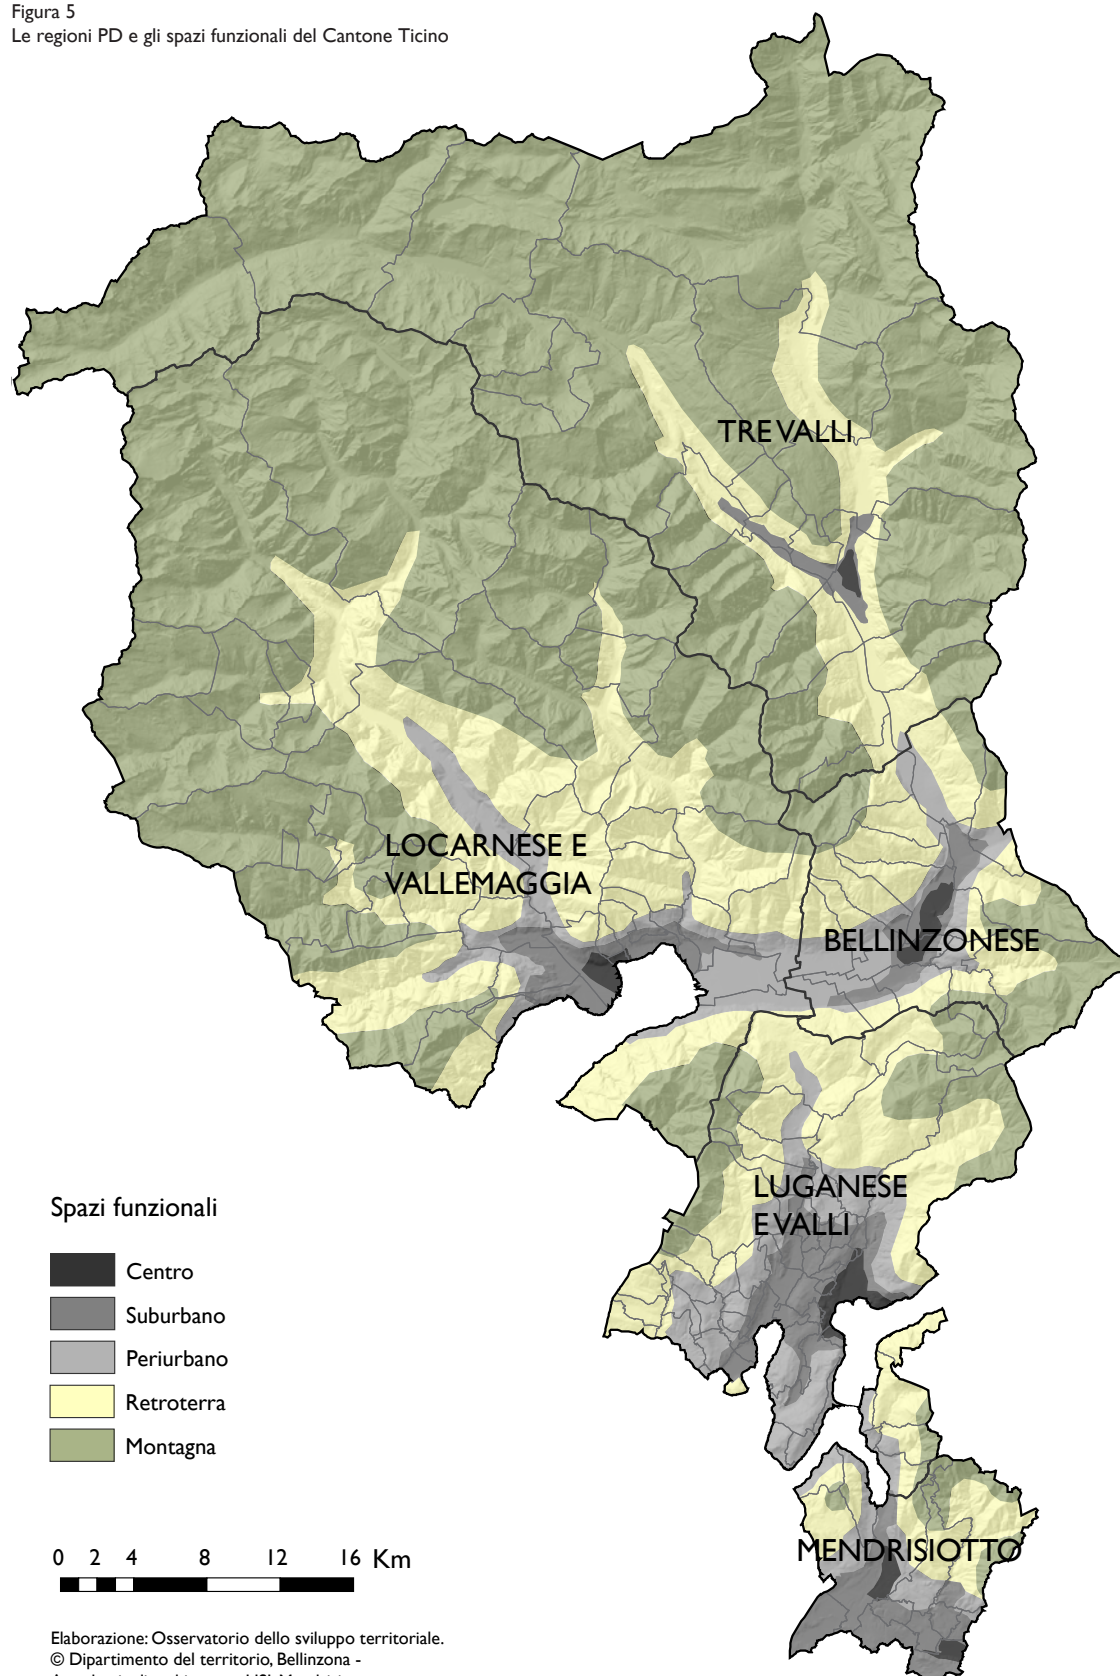 Figura 5
Le regioni PD e gli spazi funzionali del Cantone Ticino
TRE VALLI
LOCARNESE E
VALLEMAGGIA
BELLINZONESE
LUGANESE
E VALLI
MENDRISIOTTO
Spazi funzionali
Centro
Suburbano
Periurbano
Retroterra
Montagna
0 2 4 8 12 16 Km
Elaborazione: Osservatorio dello sviluppo territoriale.
© Dipartimento del territorio, Bellinzona -